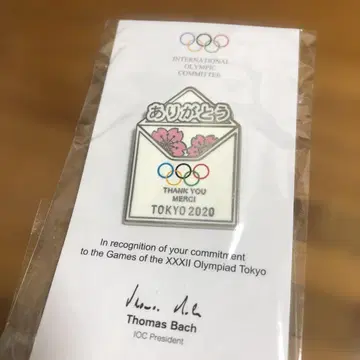 INTERNATIONAL
OLYMPIC
COMMITTEE
ありがとう
THANK YOU
MERCI
TOKYO 2020
In recognition of your commitment
to the Games of the XXXII Olympiad Tokyo
Thomas Bach
IOC President